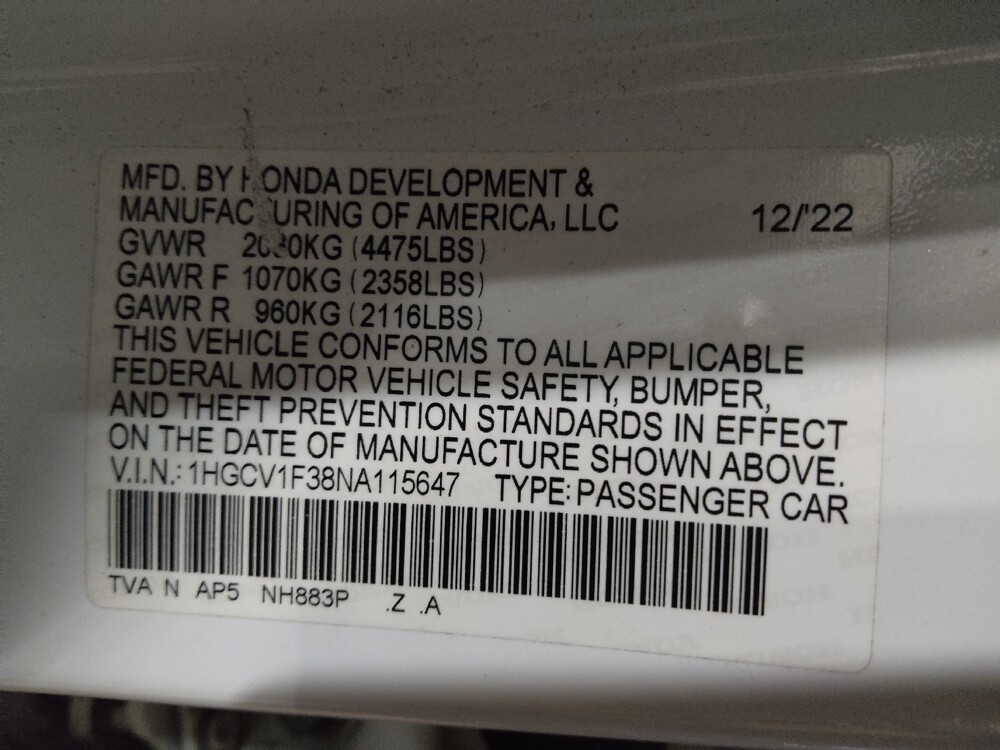 MFD. BY HONDA DEVELOPMENT &
MANUFACTURING OF AMERICA, LLC 12/'22
GVWR 2030KG (4475LBS)
GAWR F 1070KG (2358LBS)
GAWR R 960KG (2116LBS)
THIS VEHICLE CONFORMS TO ALL APPLICABLE
FEDERAL MOTOR VEHICLE SAFETY, BUMPER,
AND THEFT PREVENTION STANDARDS IN EFFECT
ON THE DATE OF MANUFACTURE SHOWN ABOVE.
V.I.N.: 1HGCV1F38NA115647 TYPE: PASSENGER CAR
TVA N AP5 NH883P .Z .A